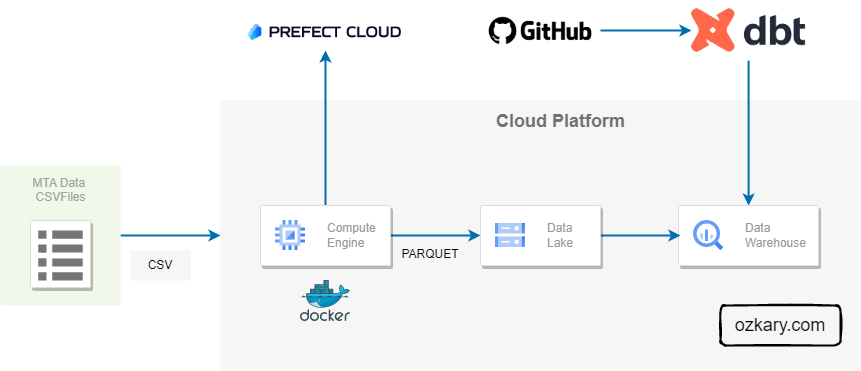 PREFECT CLOUD
GitHub
dbt
Cloud Platform
MTA Data
CSVFiles
CSV
Compute
Engine
PARQUET
Data
Lake
Data
Warehouse
docker
ozkary.com